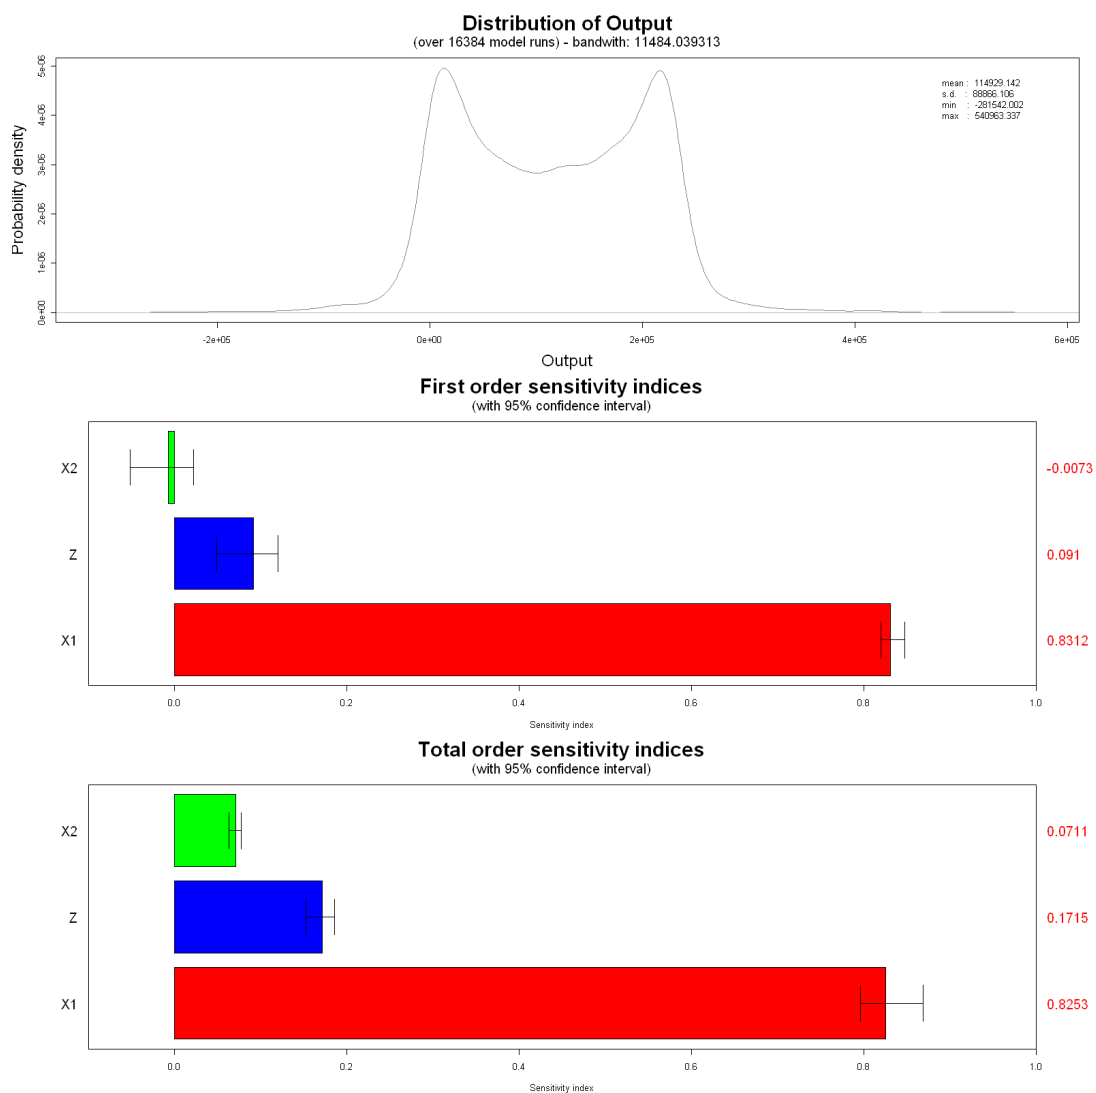 Distribution of Output
(over 16384 model runs) - bandwith: 11484.039313
mean : 114929.142
s.d. : 88866.106
min : -281542.002
max : 540963.337
Probability density
5e-06
4e-06
3e-06
2e-06
1e-06
0e+00
-2e+05 0e+00 2e+05 4e+05 6e+05
Output
First order sensitivity indices
(with 95% confidence interval)
X2 -0.0073
Z 0.091
X1 0.8312
0.0 0.2 0.4 0.6 0.8 1.0
Sensitivity index
Total order sensitivity indices
(with 95% confidence interval)
X2 0.0711
Z 0.1715
X1 0.8253
0.0 0.2 0.4 0.6 0.8 1.0
Sensitivity index